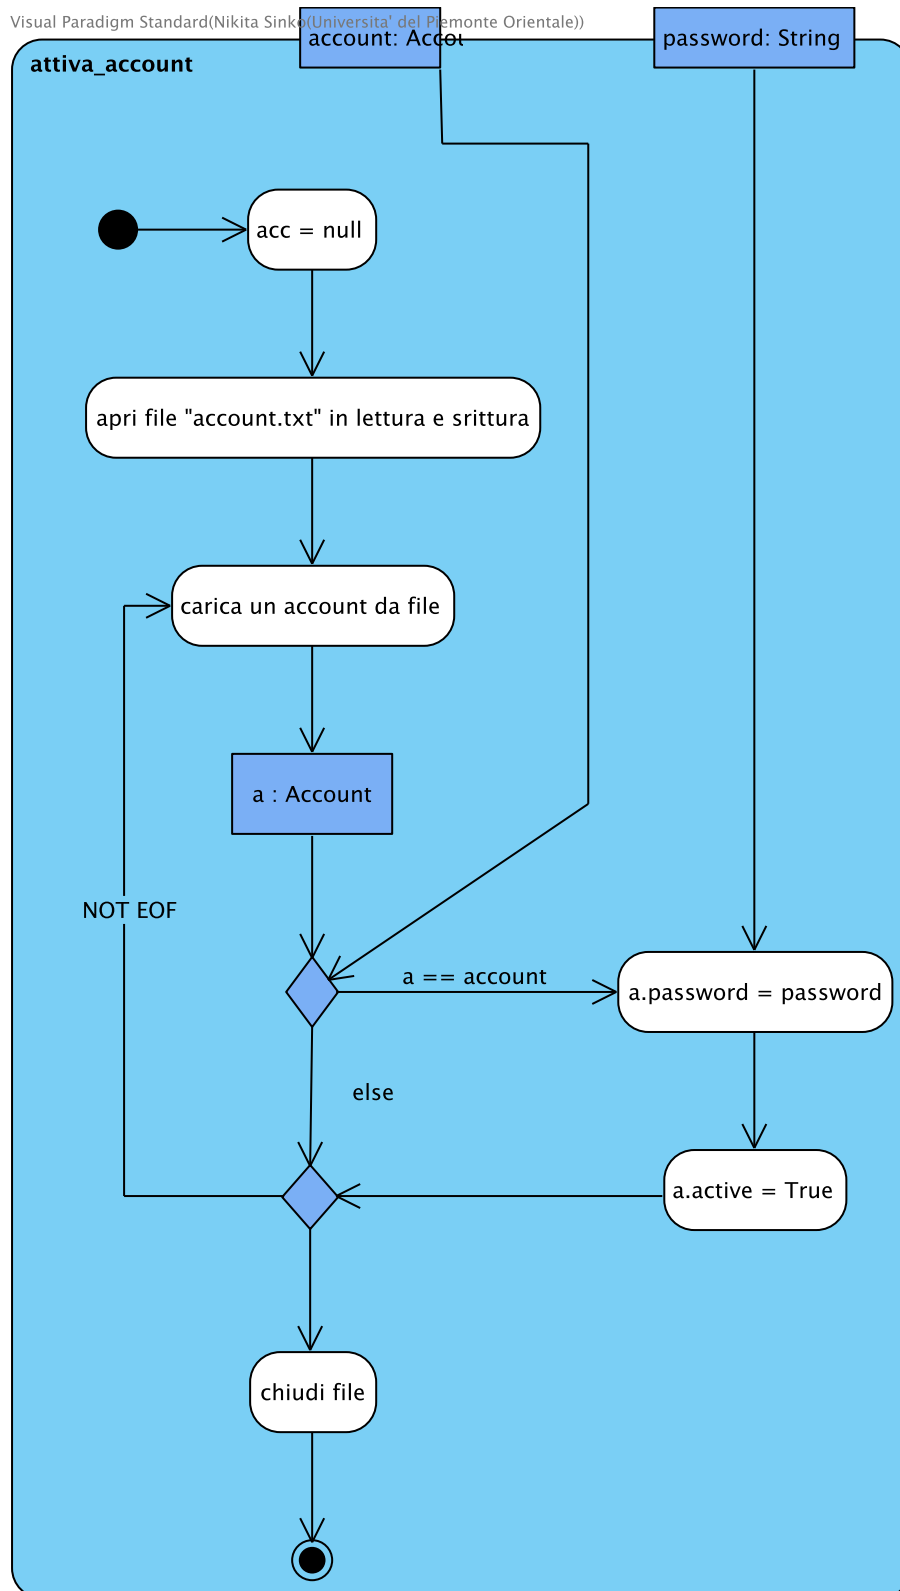 Visual Paradigm Standard(Nikita Sinko(Universita' del Piemonte Orientale))
account: Accou
password: String
attiva_account
acc = null
apri file "account.txt" in lettura e srittura
carica un account da file
a : Account
NOT EOF
a == account
a.password = password
else
a.active = True
chiudi file